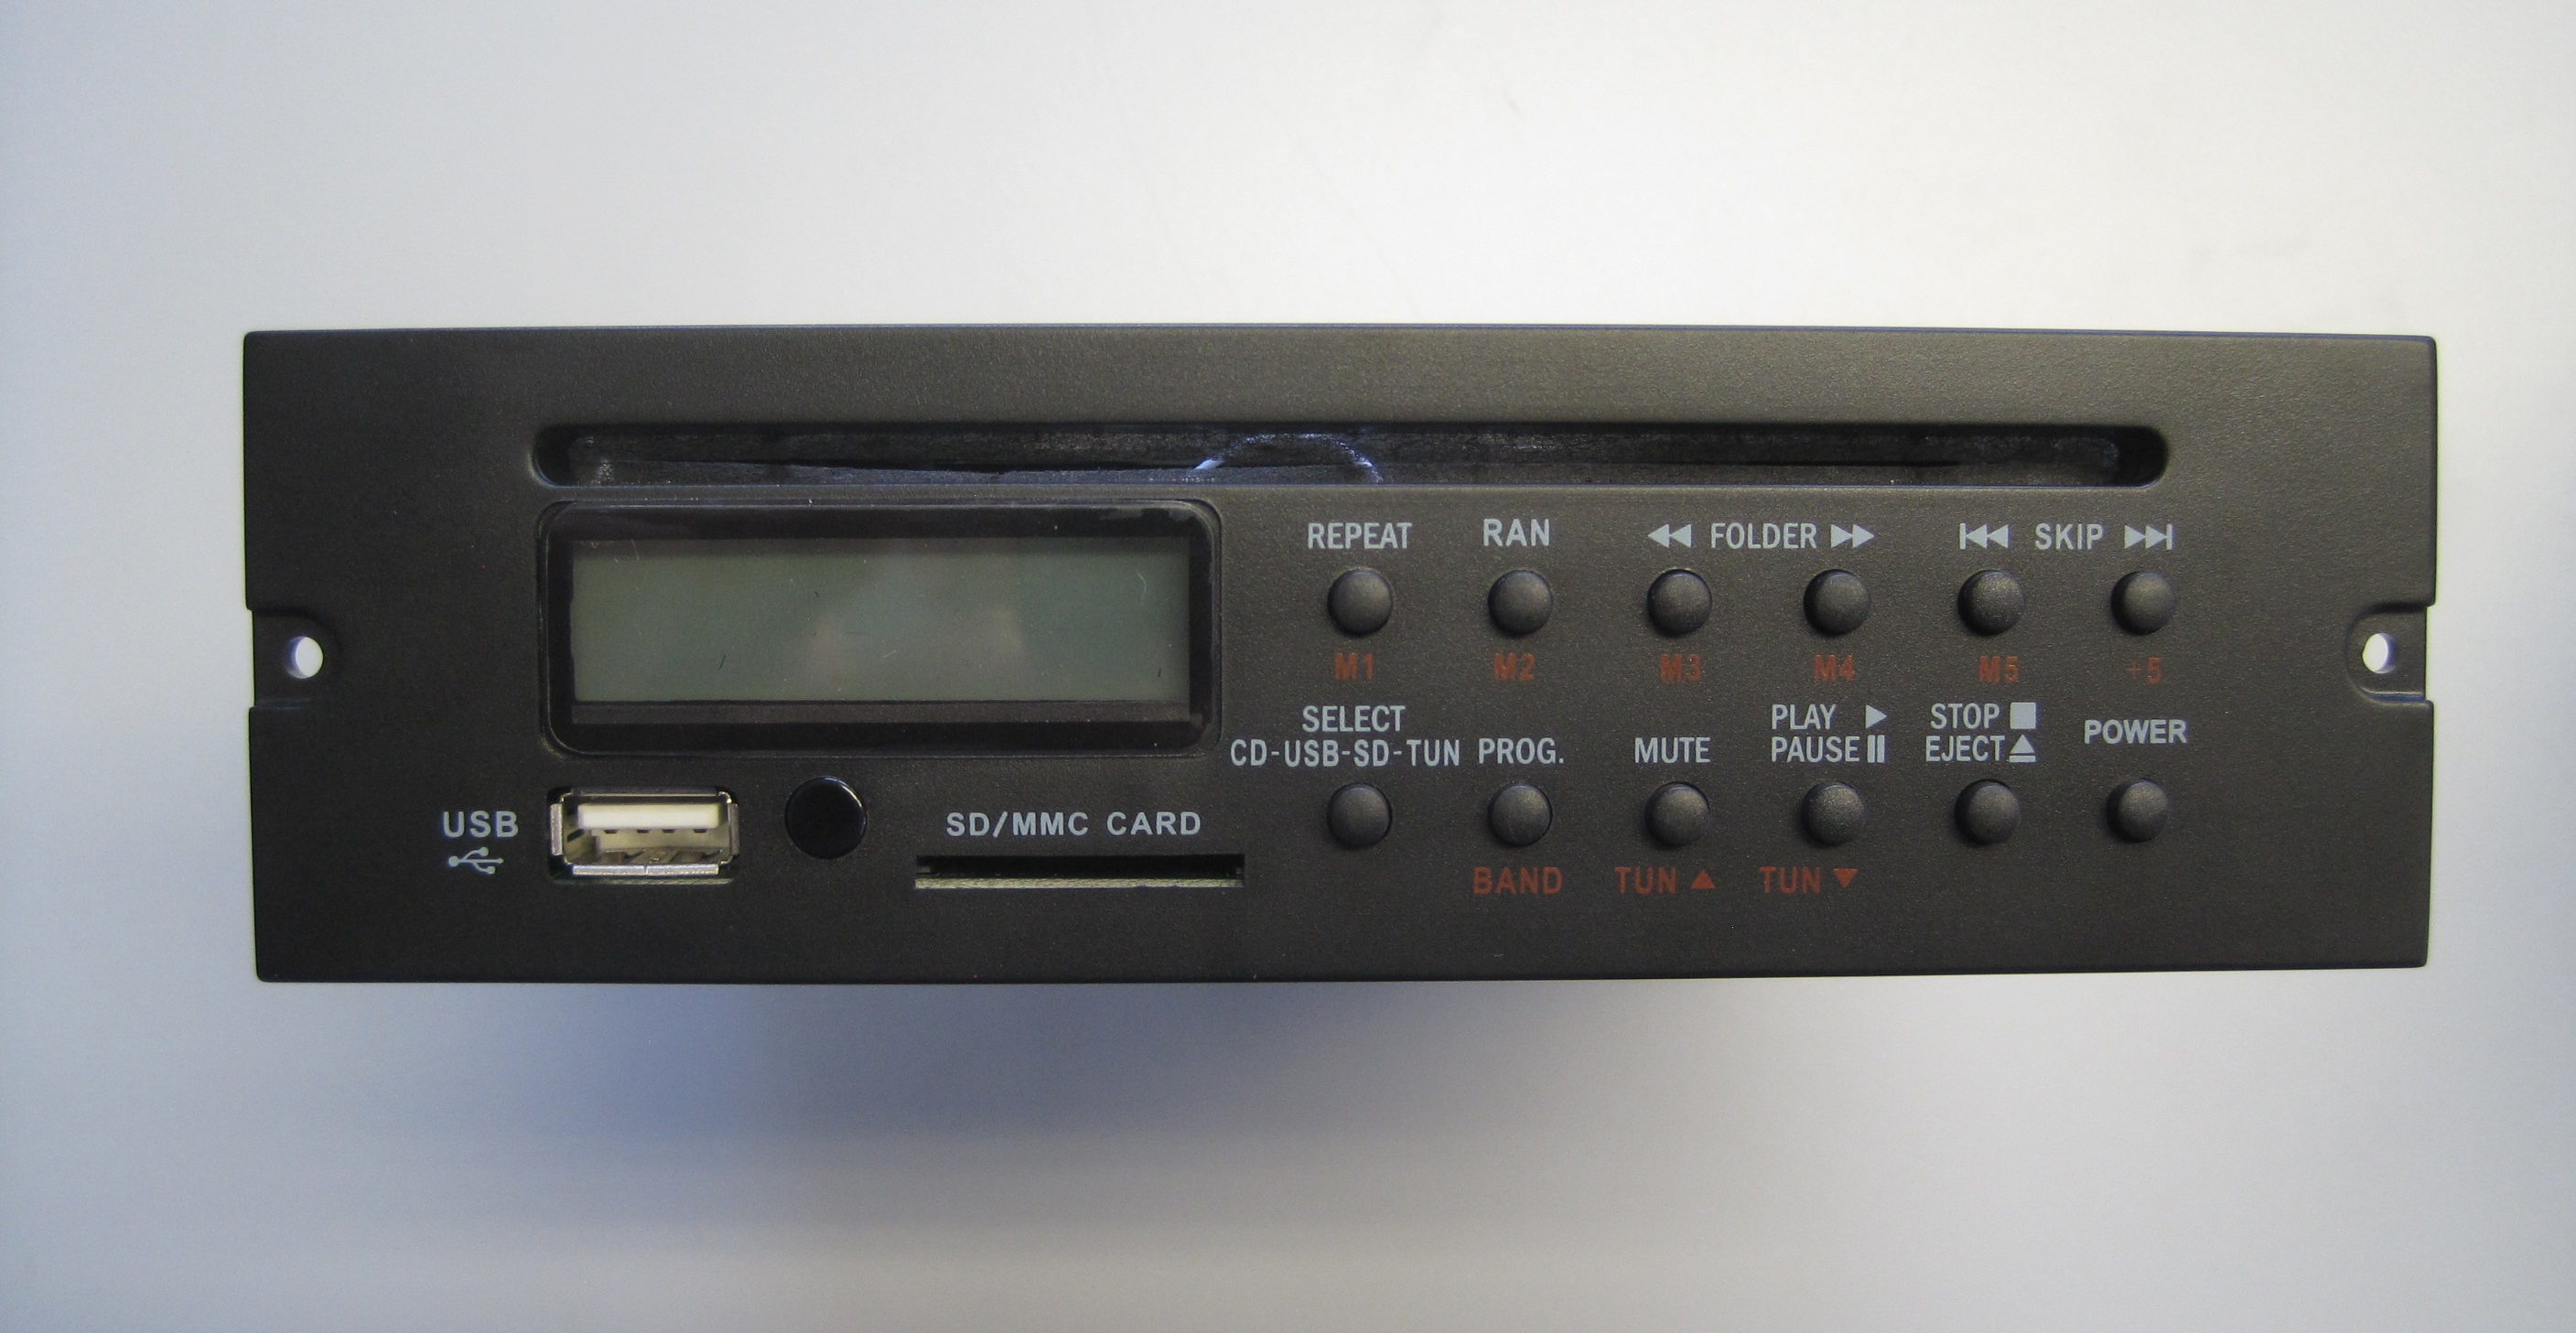 REPEAT RAN ◀◀ FOLDER ▶▶ |◀◀ SKIP ▶▶|
M1 M2 M3 M4 M5 +5
SELECT
CD-USB-SD-TUN PROG. MUTE
PLAY ▶
PAUSE ⏸
STOP ■
EJECT ⏏
POWER
USB
SD/MMC CARD
BAND TUN ▲ TUN ▼